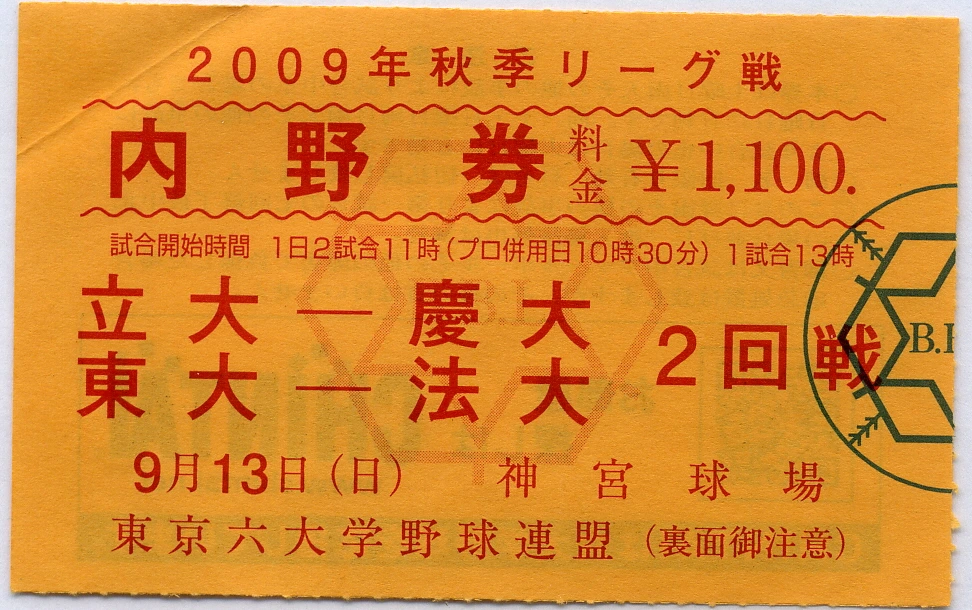 2009年秋季リーグ戦
内野券 料金 ¥1,100.
試合開始時間 1日2試合11時(プロ併用日10時30分) 1試合13時
立大―慶大
東大―法大
2回戦
9月13日(日) 神宮球場
東京六大学野球連盟 (裏面御注意)